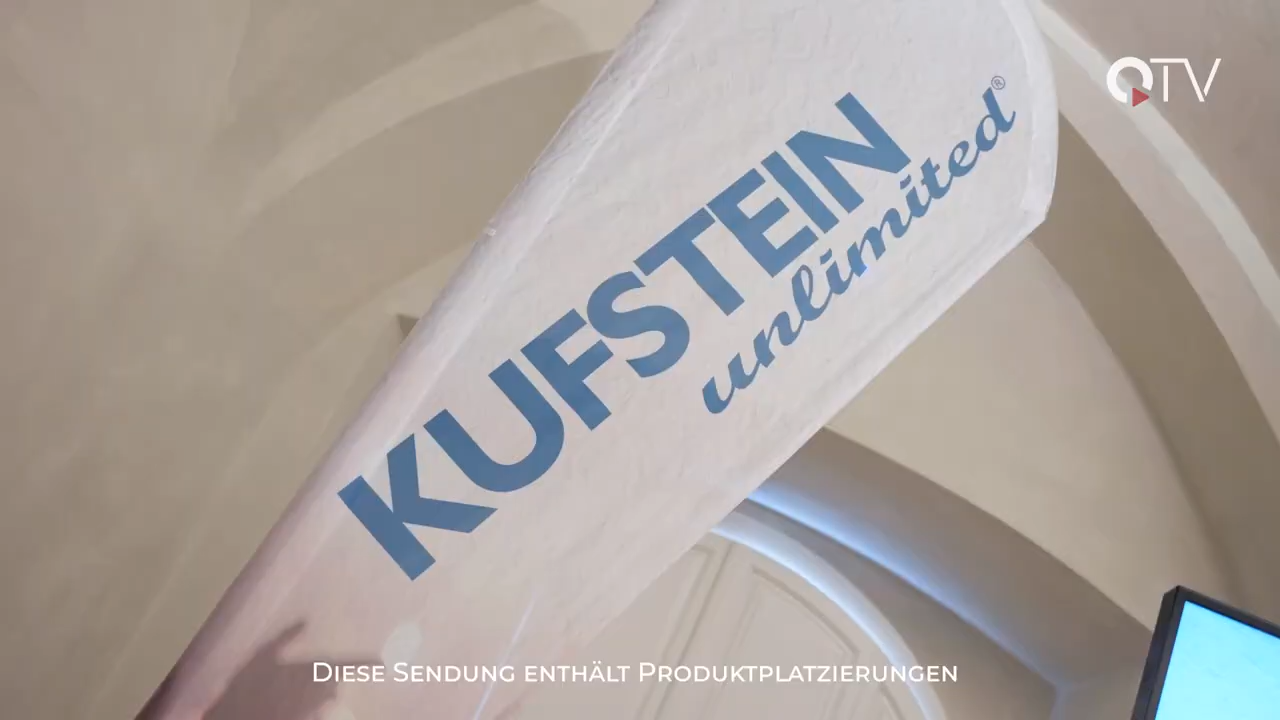 QTV
KUFSTEIN
unlimited®
Diese Sendung enthält Produktplatzierungen